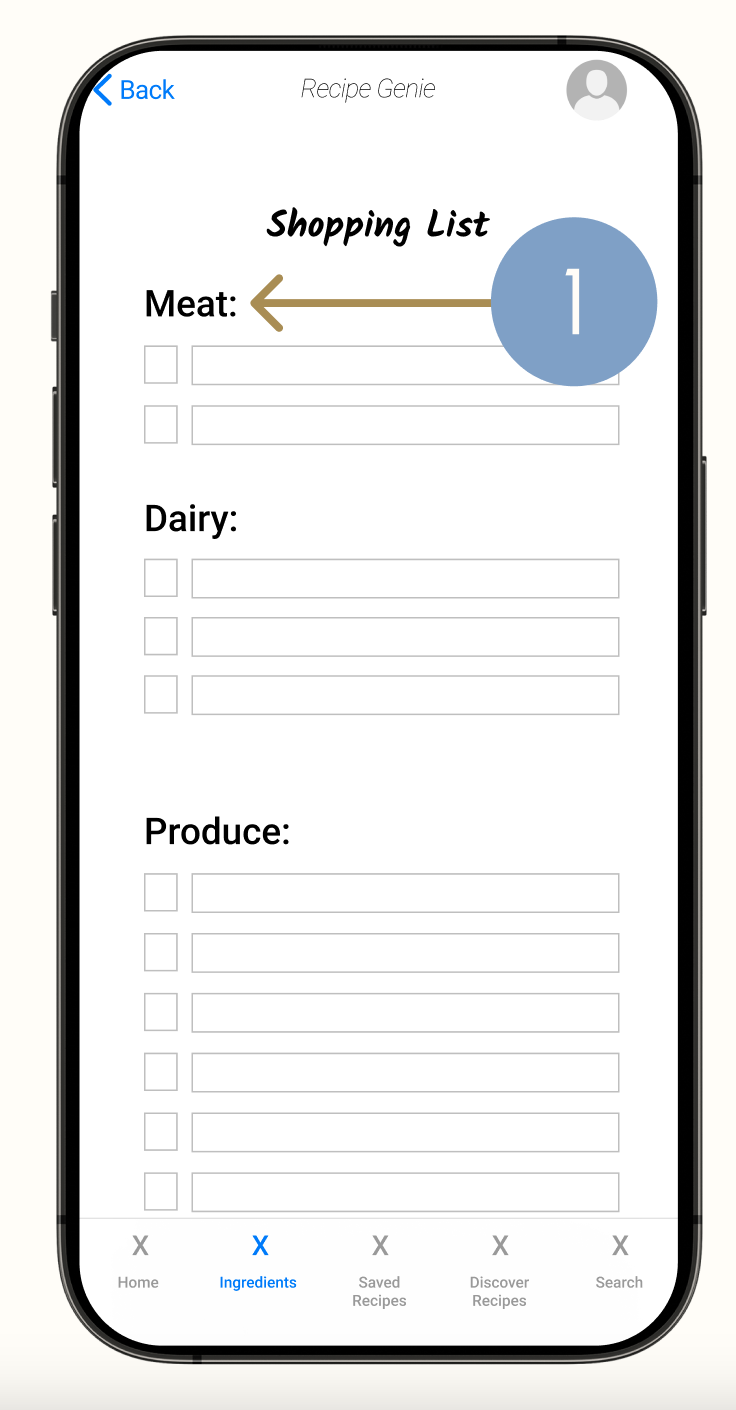 Back
Recipe Genie
Shopping List
Meat:
1
Dairy:
Produce:
X X X X X
Home
Ingredients
Saved
Recipes
Discover
Recipes
Search